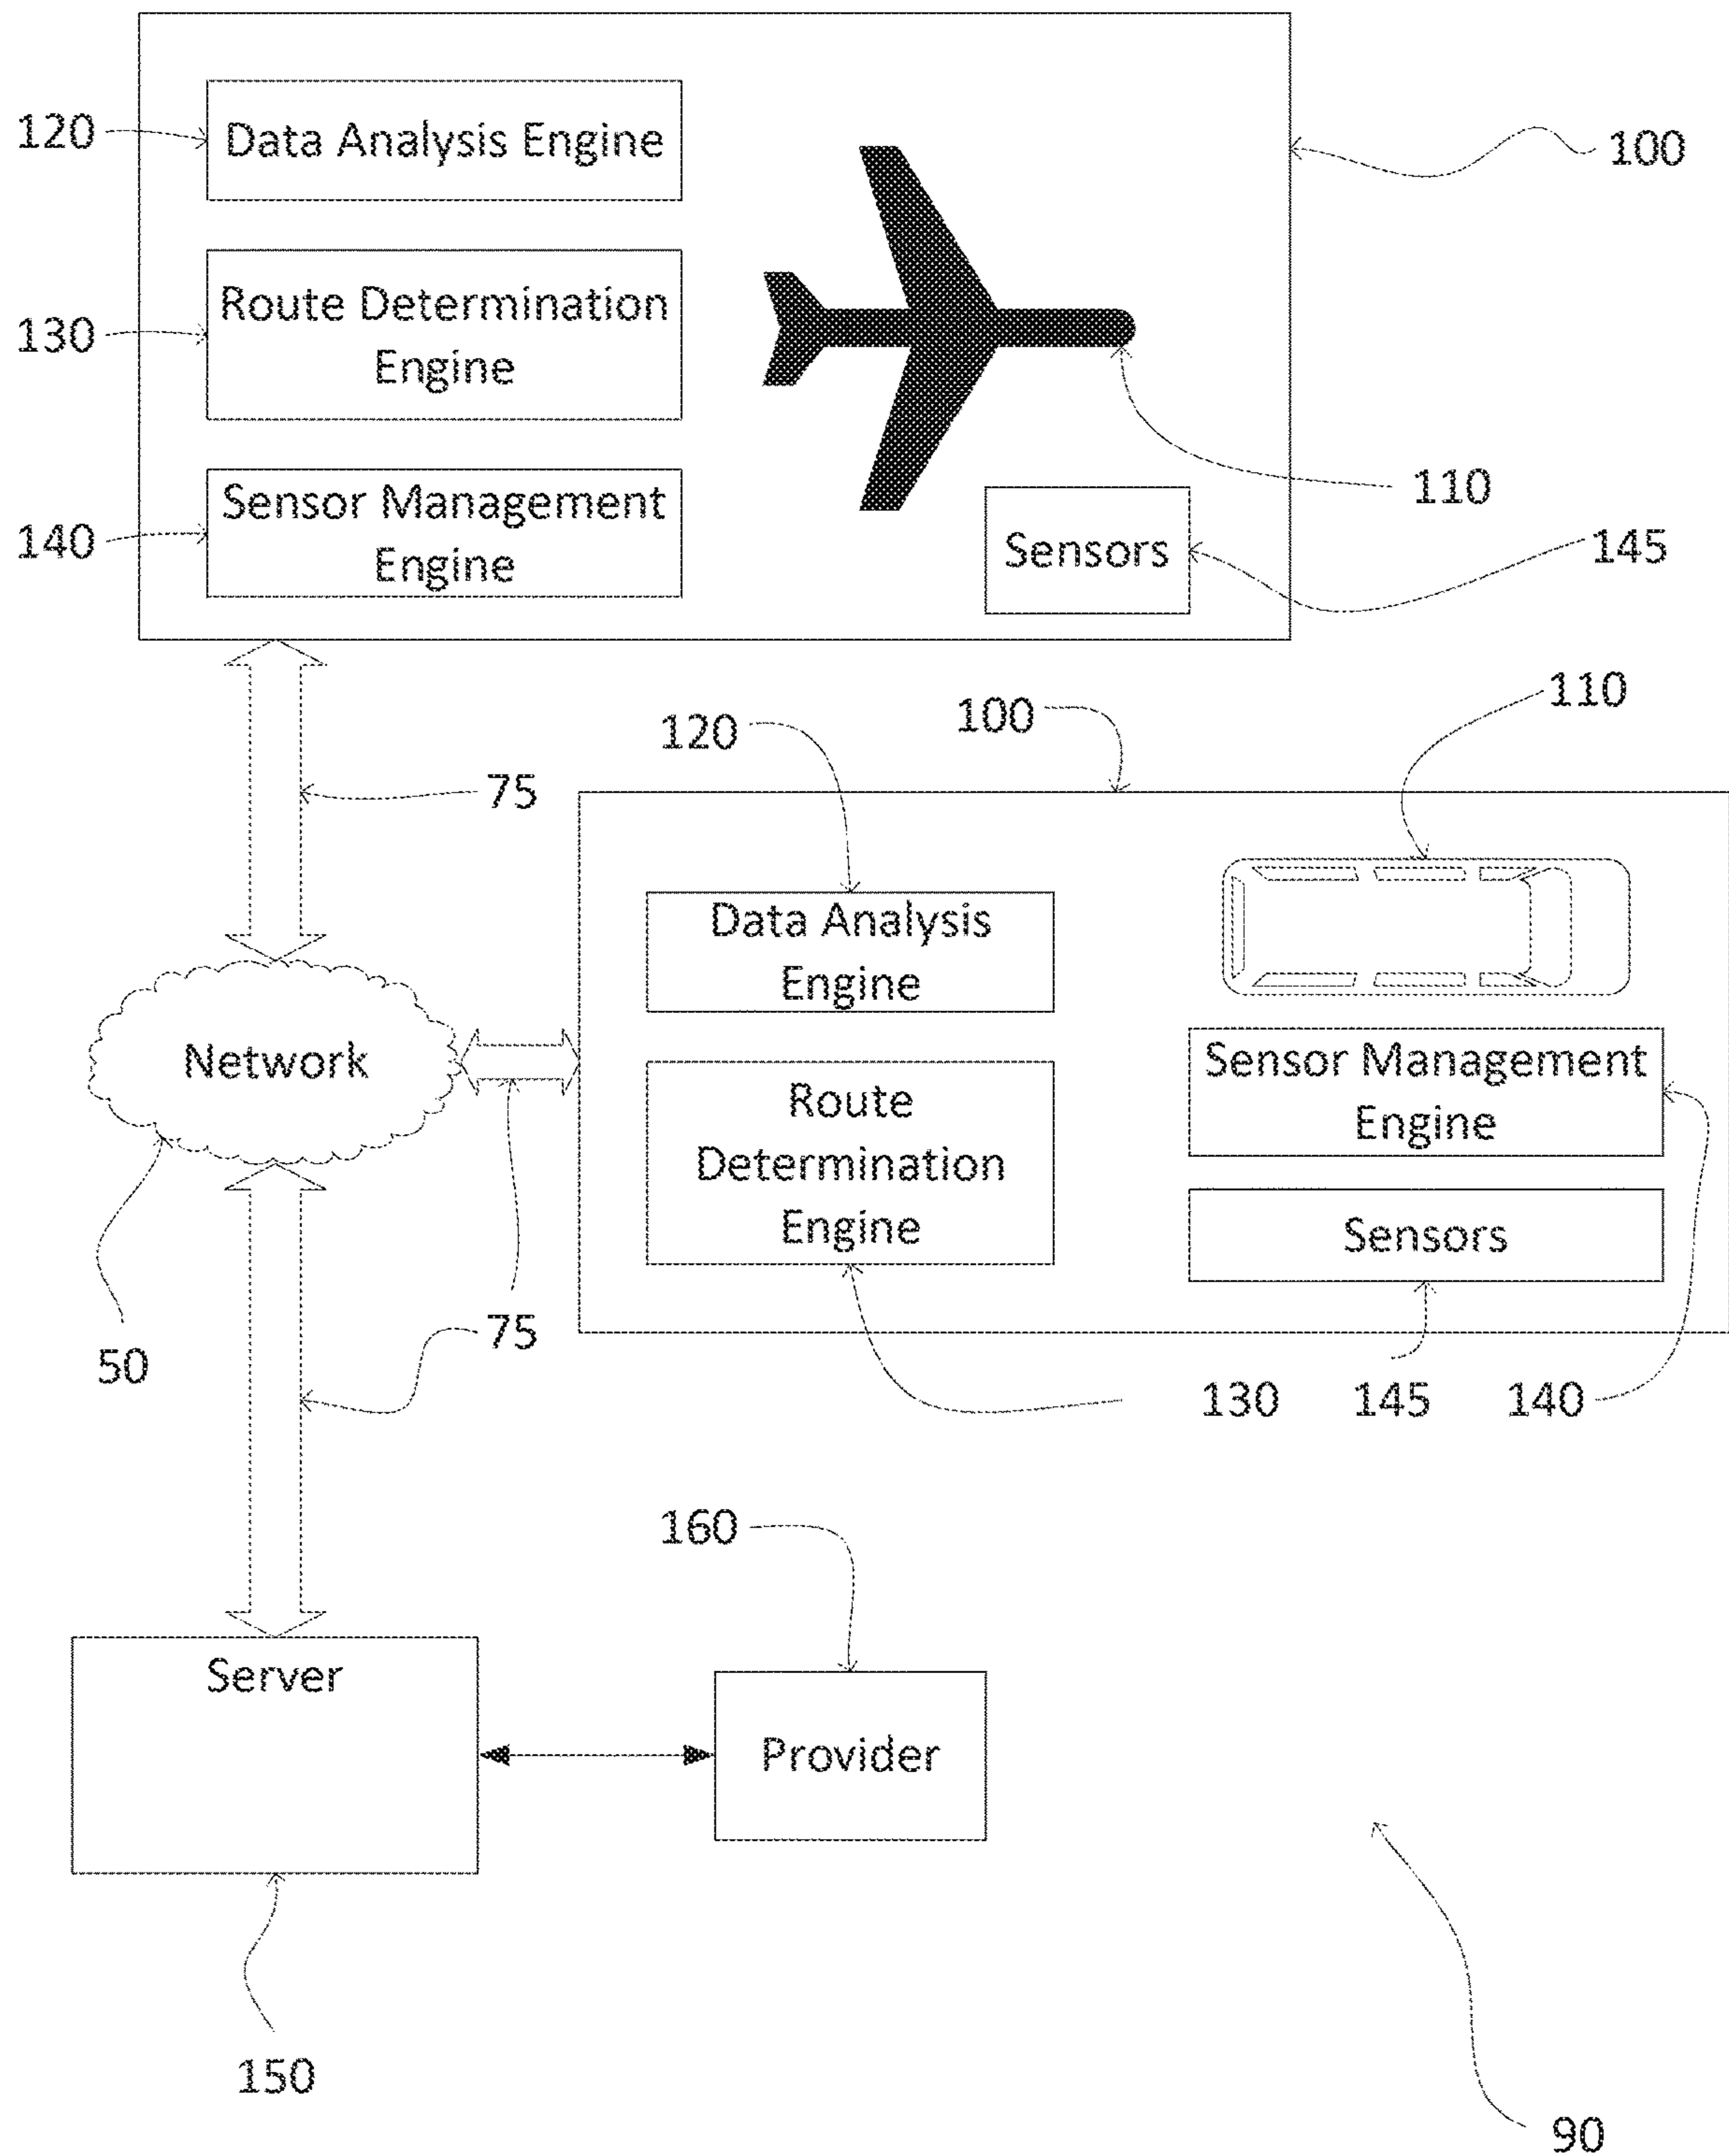 120
Data Analysis Engine
100
130
Route Determination
Engine
140
Sensor Management
Engine
110
Sensors
145
75
120
100
110
Data Analysis
Engine
Network
Route
Determination
Engine
Sensor Management
Engine
Sensors
50
75
130
145
140
160
Server
Provider
150
90